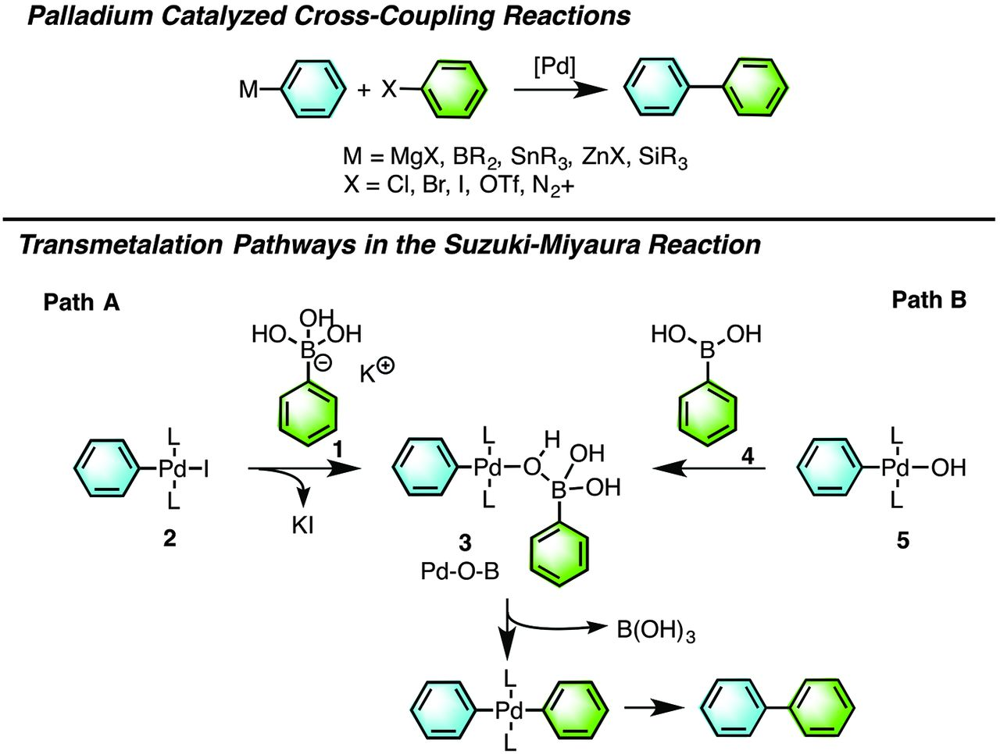 Palladium Catalyzed Cross-Coupling Reactions
M + X [Pd]
M = MgX, BR2, SnR3, ZnX, SiR3
X = Cl, Br, I, OTf, N2+
Transmetalation Pathways in the Suzuki-Miyaura Reaction
Path A
Path B
OH
HO OH
B
⊖
K⊕
1
HO OH
B
4
L
Pd-I
L
2
KI
L
Pd-O
H
OH
B-OH
L
3
Pd-O-B
L
Pd-OH
L
5
B(OH)3
L
Pd
L